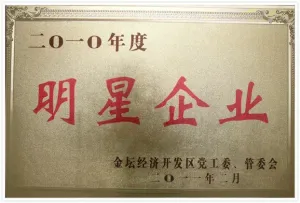 二〇一〇年度
明星企业
金坛经济开发区党工委、管委会
二〇一一年二月